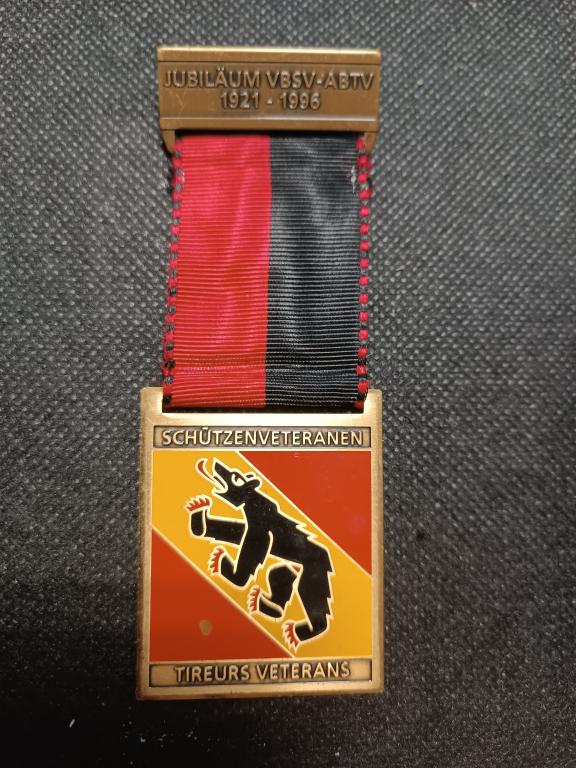 JUBILÄUM VBSV-ABTV
1921 - 1996
SCHÜTZENVETERANEN
TIREURS VETERANS